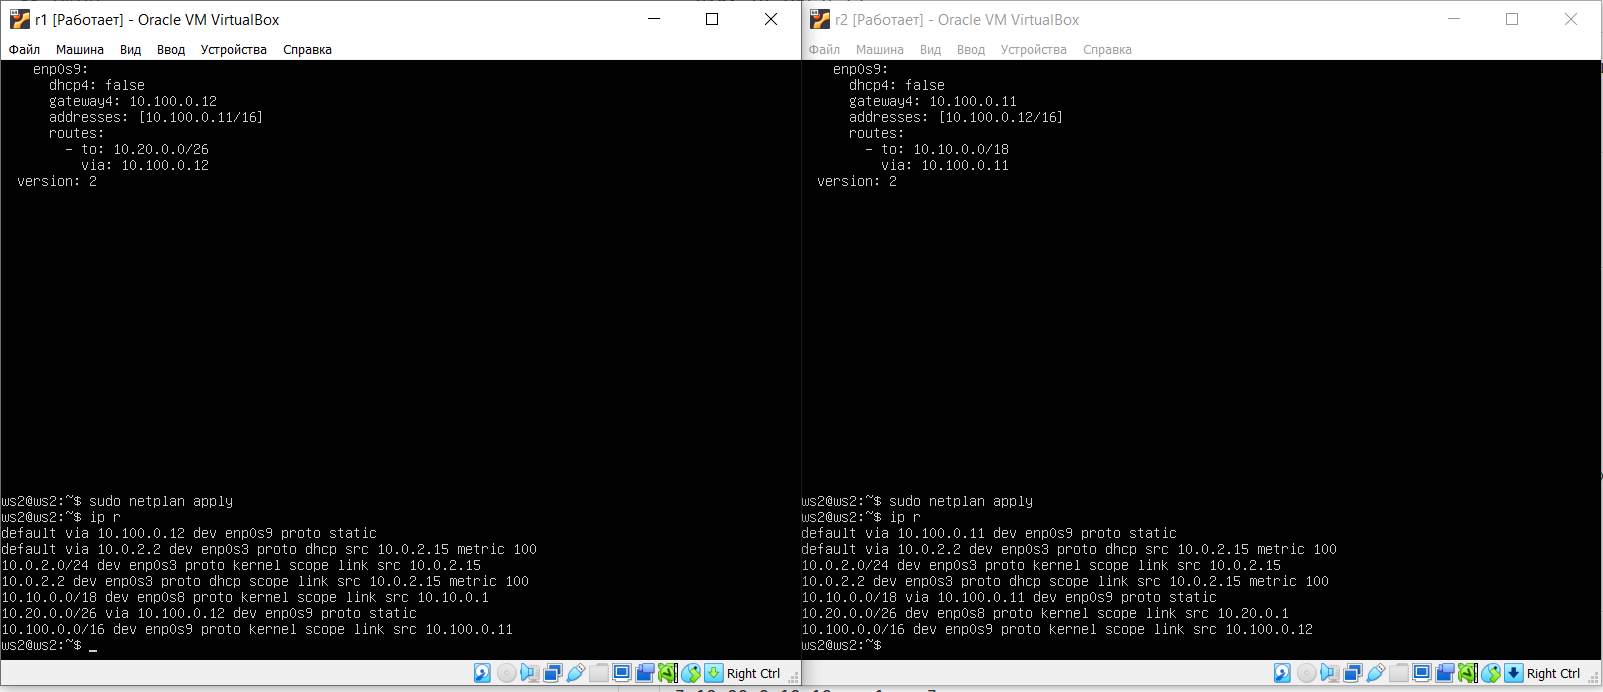 r1 [Работает] - Oracle VM VirtualBox
Файл Машина Вид Ввод Устройства Справка
enp0s9:
dhcp4: false
gateway4: 10.100.0.12
addresses: [10.100.0.11/16]
routes:
- to: 10.20.0.0/26
via: 10.100.0.12
version: 2
ws2@ws2:~$ sudo netplan apply
ws2@ws2:~$ ip r
default via 10.100.0.12 dev enp0s9 proto static
default via 10.0.2.2 dev enp0s3 proto dhcp src 10.0.2.15 metric 100
10.0.2.0/24 dev enp0s3 proto kernel scope link src 10.0.2.15
10.0.2.2 dev enp0s3 proto dhcp scope link src 10.0.2.15 metric 100
10.10.0.0/18 dev enp0s8 proto kernel scope link src 10.10.0.1
10.20.0.0/26 via 10.100.0.12 dev enp0s9 proto static
10.100.0.0/16 dev enp0s9 proto kernel scope link src 10.100.0.11
ws2@ws2:~$ _
Right Ctrl
r2 [Работает] - Oracle VM VirtualBox
Файл Машина Вид Ввод Устройства Справка
enp0s9:
dhcp4: false
gateway4: 10.100.0.11
addresses: [10.100.0.12/16]
routes:
- to: 10.10.0.0/18
via: 10.100.0.11
version: 2
ws2@ws2:~$ sudo netplan apply
ws2@ws2:~$ ip r
default via 10.100.0.11 dev enp0s9 proto static
default via 10.0.2.2 dev enp0s3 proto dhcp src 10.0.2.15 metric 100
10.0.2.0/24 dev enp0s3 proto kernel scope link src 10.0.2.15
10.0.2.2 dev enp0s3 proto dhcp scope link src 10.0.2.15 metric 100
10.10.0.0/18 via 10.100.0.11 dev enp0s9 proto static
10.20.0.0/26 dev enp0s8 proto kernel scope link src 10.20.0.1
10.100.0.0/16 dev enp0s9 proto kernel scope link src 10.100.0.12
ws2@ws2:~$
Right Ctrl